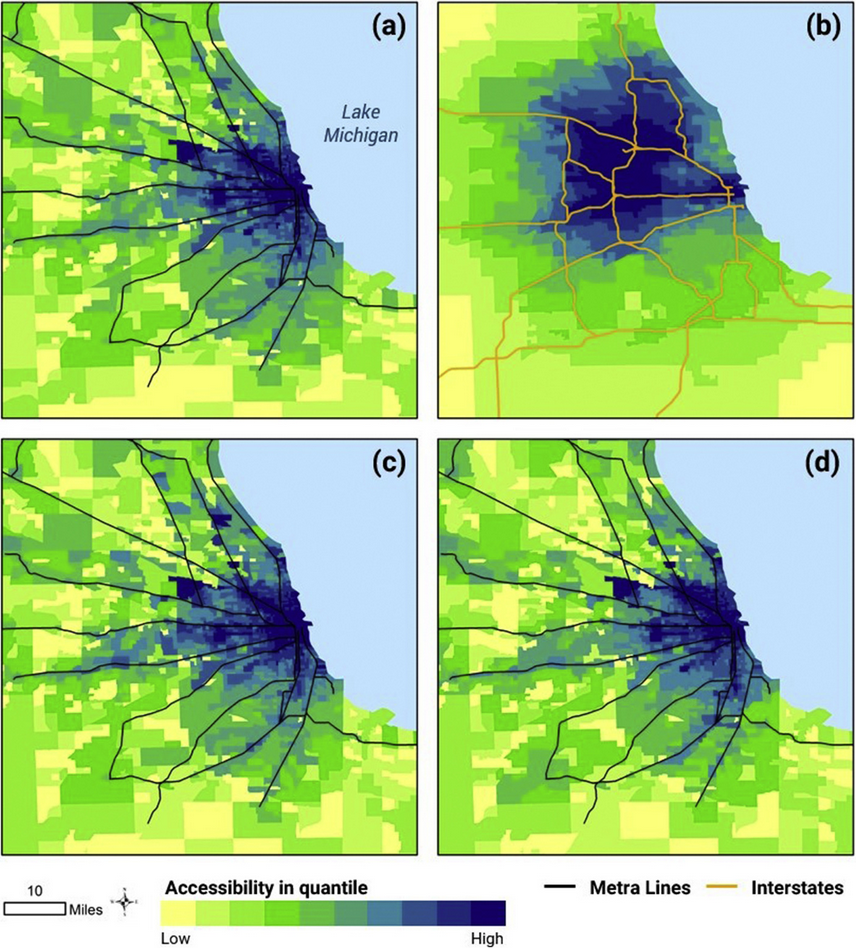 (a)
(b)
Lake
Michigan
(c)
(d)
10
Miles
Accessibility in quantile
Low
High
Metra Lines
Interstates